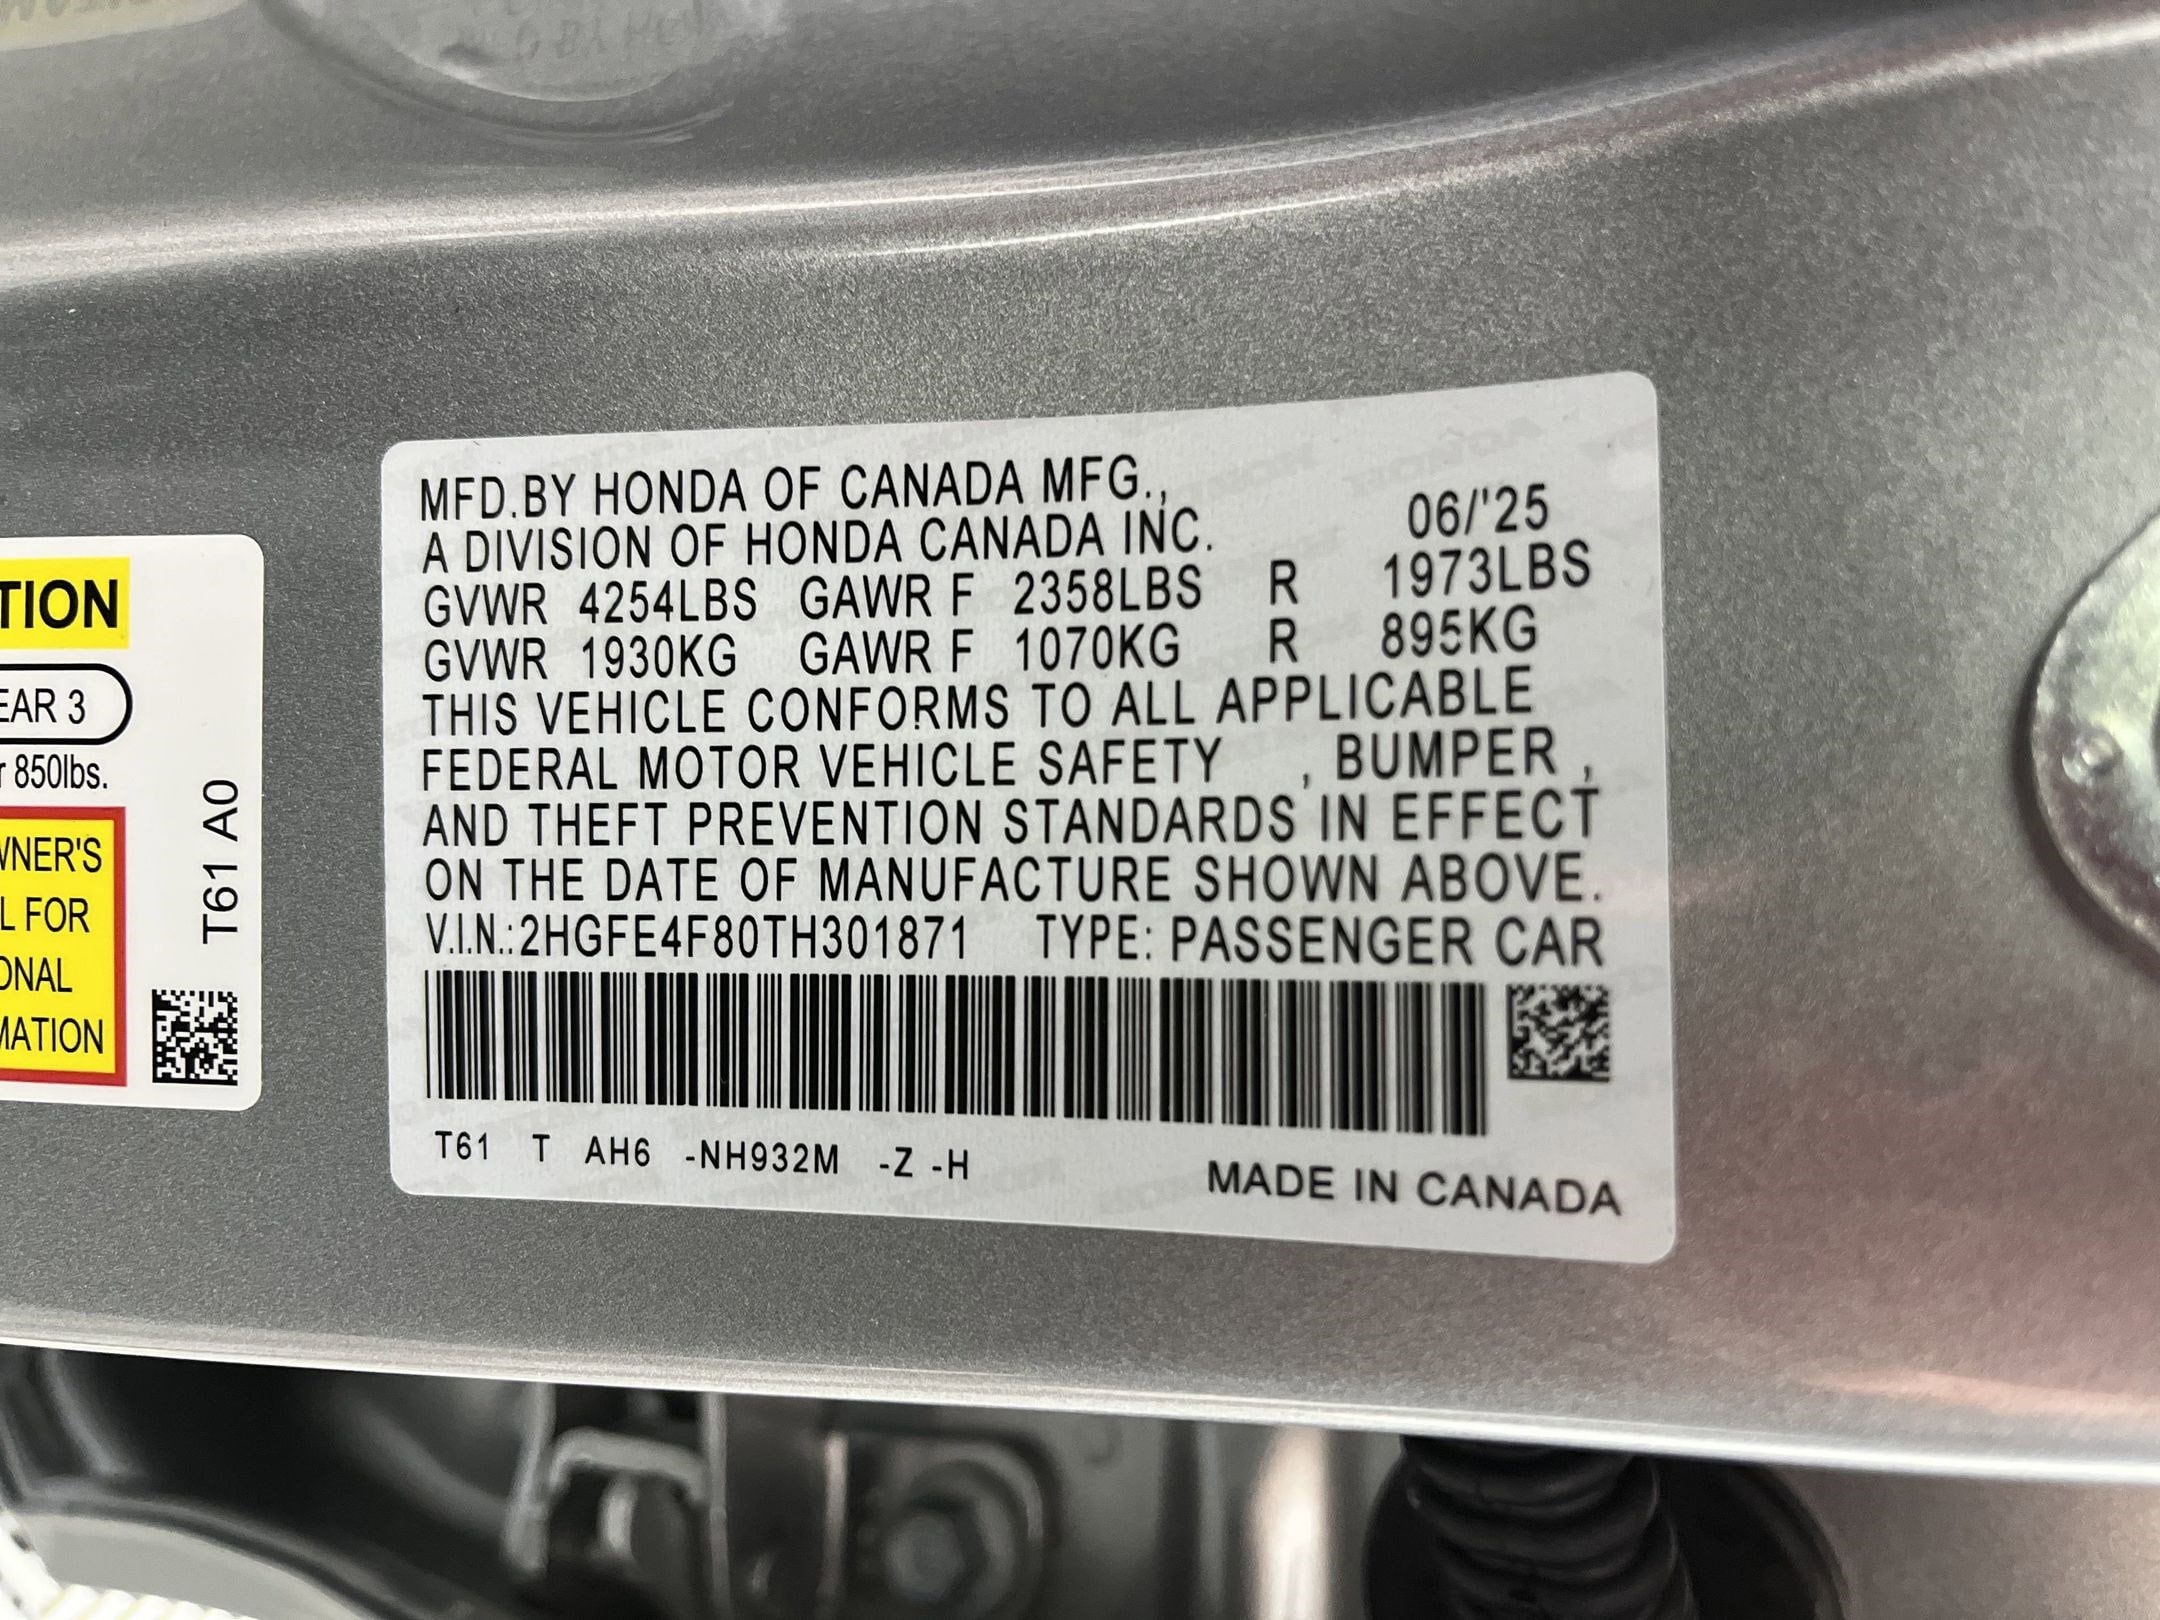 TION
EAR 3
850lbs.
WNER'S
L FOR
ONAL
MATION
T61 A0
MFD.BY HONDA OF CANADA MFG.,
A DIVISION OF HONDA CANADA INC. 06/'25
GVWR 4254LBS GAWR F 2358LBS R 1973LBS
GVWR 1930KG GAWR F 1070KG R 895KG
THIS VEHICLE CONFORMS TO ALL APPLICABLE
FEDERAL MOTOR VEHICLE SAFETY , BUMPER ,
AND THEFT PREVENTION STANDARDS IN EFFECT
ON THE DATE OF MANUFACTURE SHOWN ABOVE.
V.I.N.:2HGFE4F80TH301871 TYPE: PASSENGER CAR
T61 T AH6 -NH932M -Z -H
MADE IN CANADA